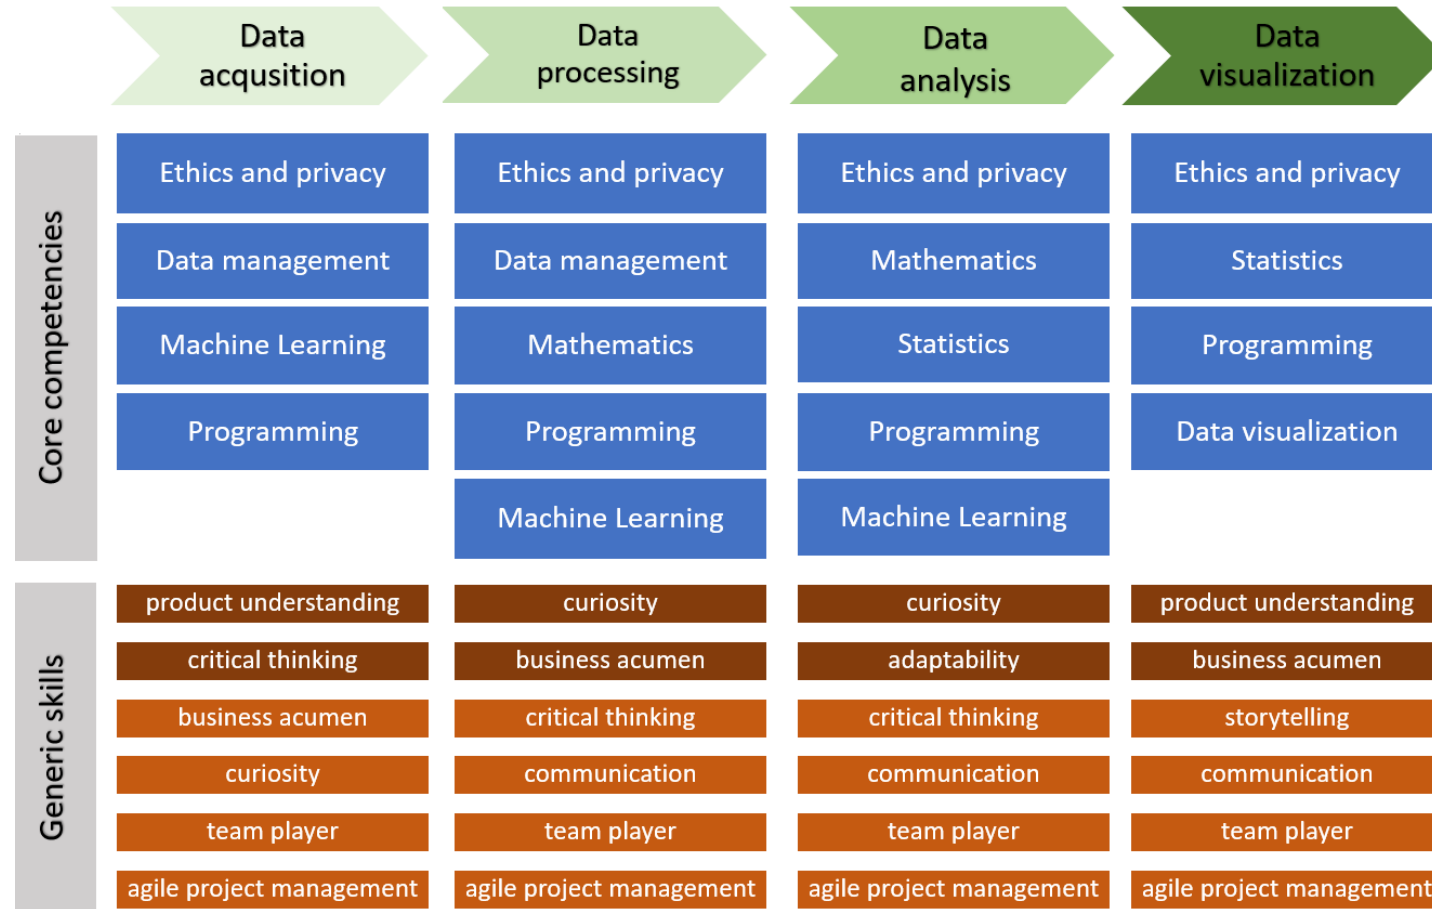 Data
acqusition
Data
processing
Data
analysis
Data
visualization
Core competencies
Ethics and privacy
Ethics and privacy
Ethics and privacy
Ethics and privacy
Data management
Data management
Mathematics
Statistics
Machine Learning
Mathematics
Statistics
Programming
Programming
Programming
Programming
Data visualization
Machine Learning
Machine Learning
Generic skills
product understanding
curiosity
curiosity
product understanding
critical thinking
business acumen
adaptability
business acumen
business acumen
critical thinking
critical thinking
storytelling
curiosity
communication
communication
communication
team player
team player
team player
team player
agile project management
agile project management
agile project management
agile project management